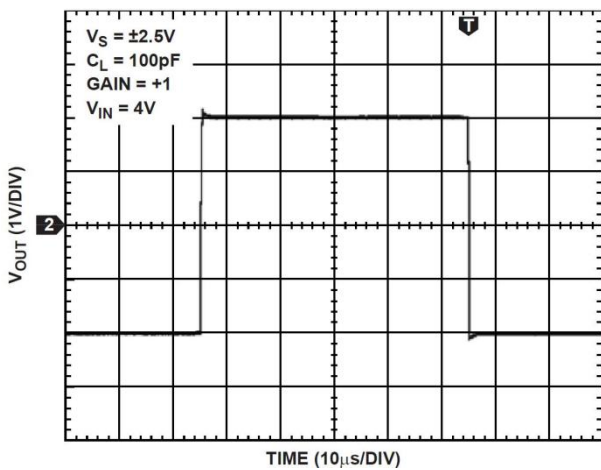 V_S = ±2.5V
C_L = 100pF
GAIN = +1
V_IN = 4V
T
V_OUT (1V/DIV)
2
TIME (10µs/DIV)